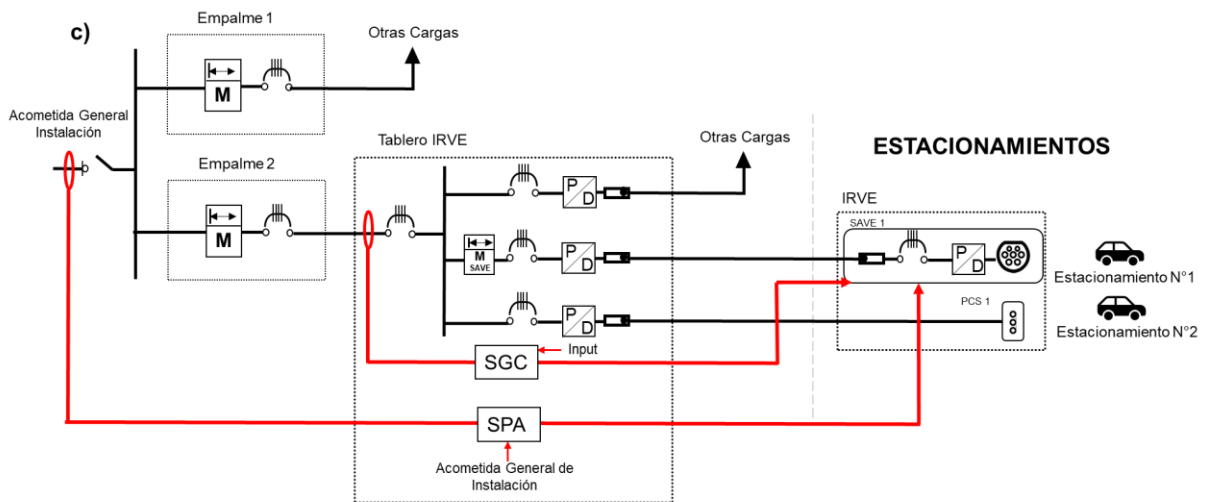 c)
Empalme 1
M
Otras Cargas
Acometida General
Instalación
Empalme 2
M
Tablero IRVE
Otras Cargas
P
D
M
SAVE
P
D
P
D
Input
SGC
SPA
Acometida General de
Instalación
ESTACIONAMIENTOS
IRVE
SAVE 1
P
D
Estacionamiento N°1
PCS 1
Estacionamiento N°2